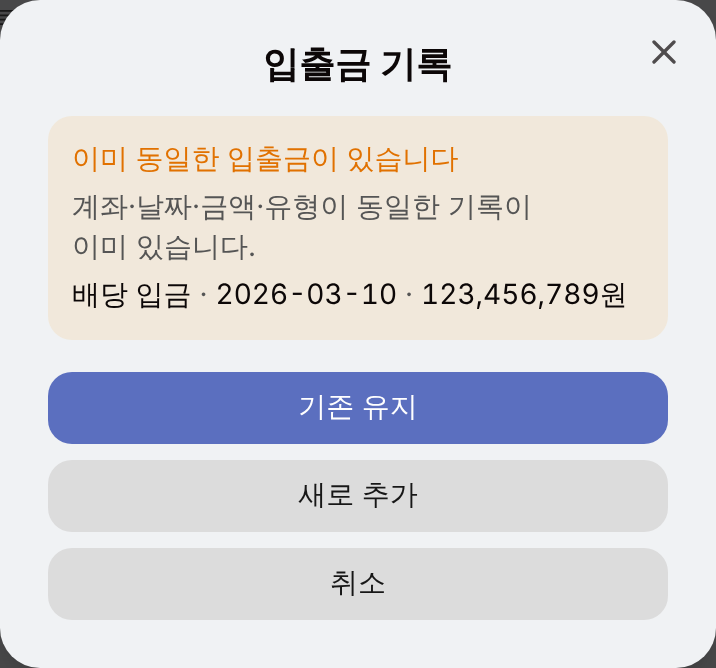 입출금 기록
이미 동일한 입출금이 있습니다
계좌·날짜·금액·유형이 동일한 기록이
이미 있습니다.
배당 입금 · 2026-03-10 · 123,456,789원
기존 유지
새로 추가
취소